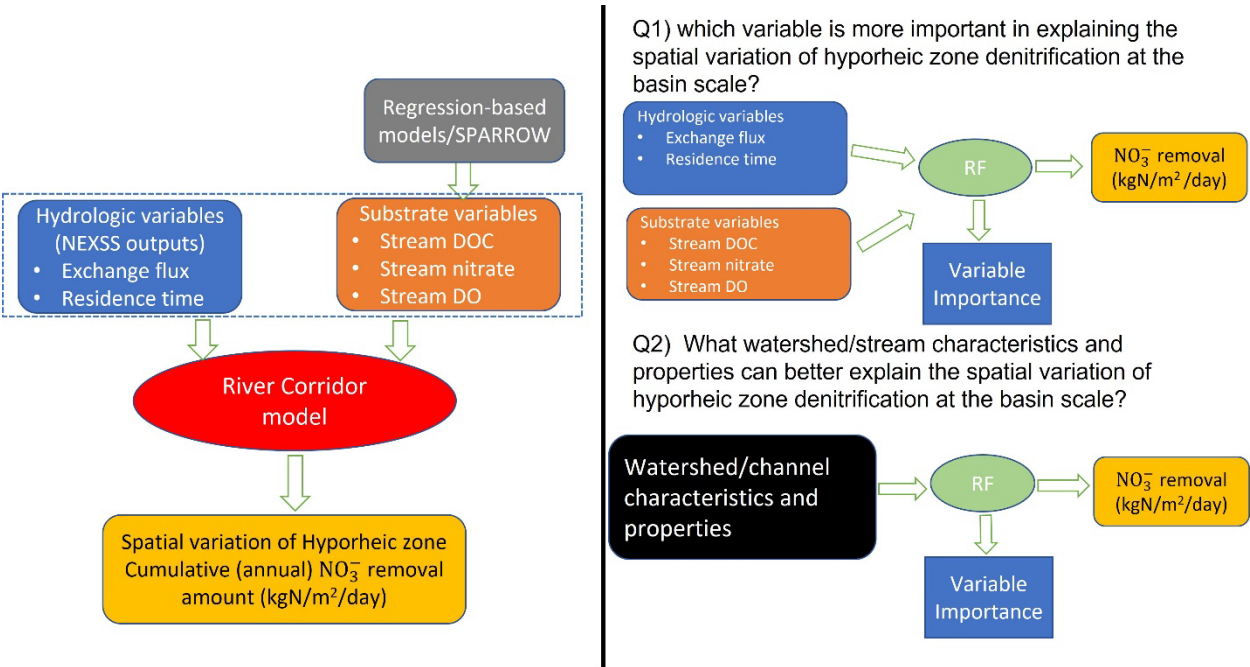 Regression-based
models/SPARROW
Hydrologic variables
(NEXSS outputs)
• Exchange flux
• Residence time
Substrate variables
• Stream DOC
• Stream nitrate
• Stream DO
River Corridor
model
Spatial variation of Hyporheic zone
Cumulative (annual) NO₃⁻ removal
amount (kgN/m²/day)
Q1) which variable is more important in explaining the
spatial variation of hyporheic zone denitrification at the
basin scale?
Hydrologic variables
• Exchange flux
• Residence time
Substrate variables
• Stream DOC
• Stream nitrate
• Stream DO
RF
NO₃⁻ removal
(kgN/m²/day)
Variable
Importance
Q2) What watershed/stream characteristics and
properties can better explain the spatial variation of
hyporheic zone denitrification at the basin scale?
Watershed/channel
characteristics and
properties
RF
NO₃⁻ removal
(kgN/m²/day)
Variable
Importance